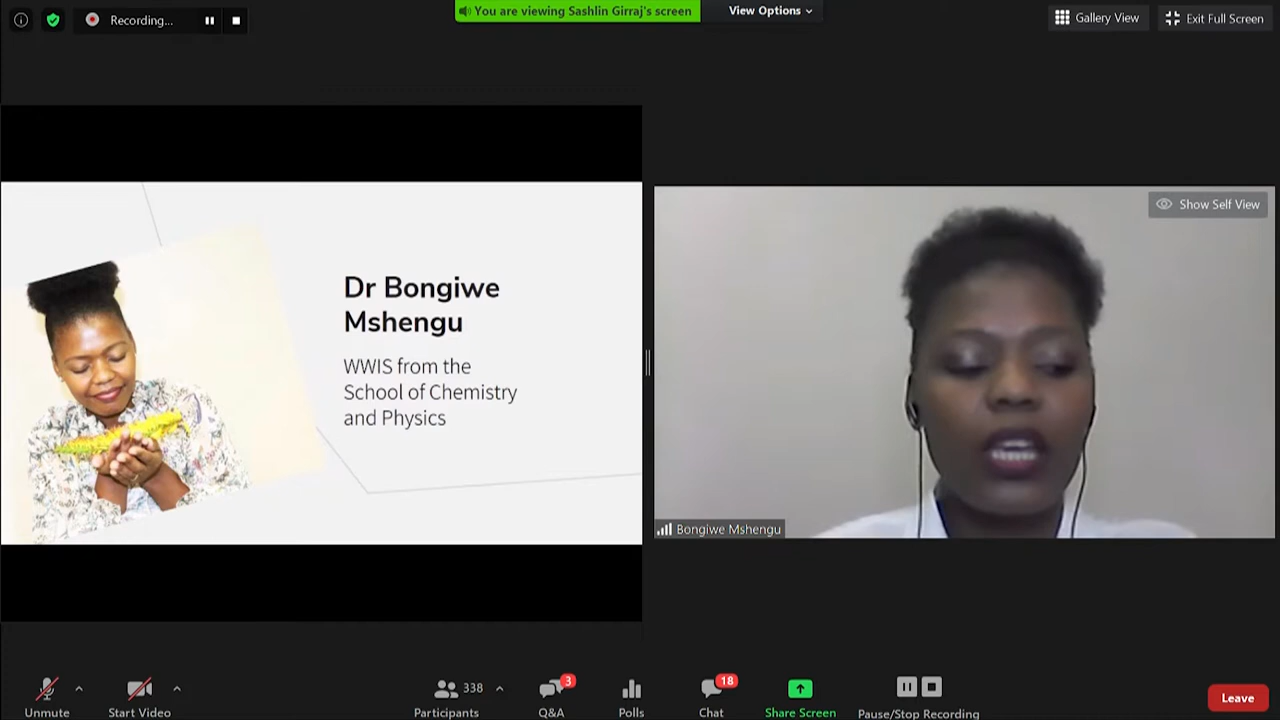 Recording...
You are viewing Sashlin Girraj's screen
View Options
Gallery View
Exit Full Screen
Dr Bongiwe
Mshengu
WWIS from the
School of Chemistry
and Physics
Show Self View
Bongiwe Mshengu
Unmute
Start Video
338
Participants
3
Q&A
Polls
18
Chat
Share Screen
Pause/Stop Recording
Leave